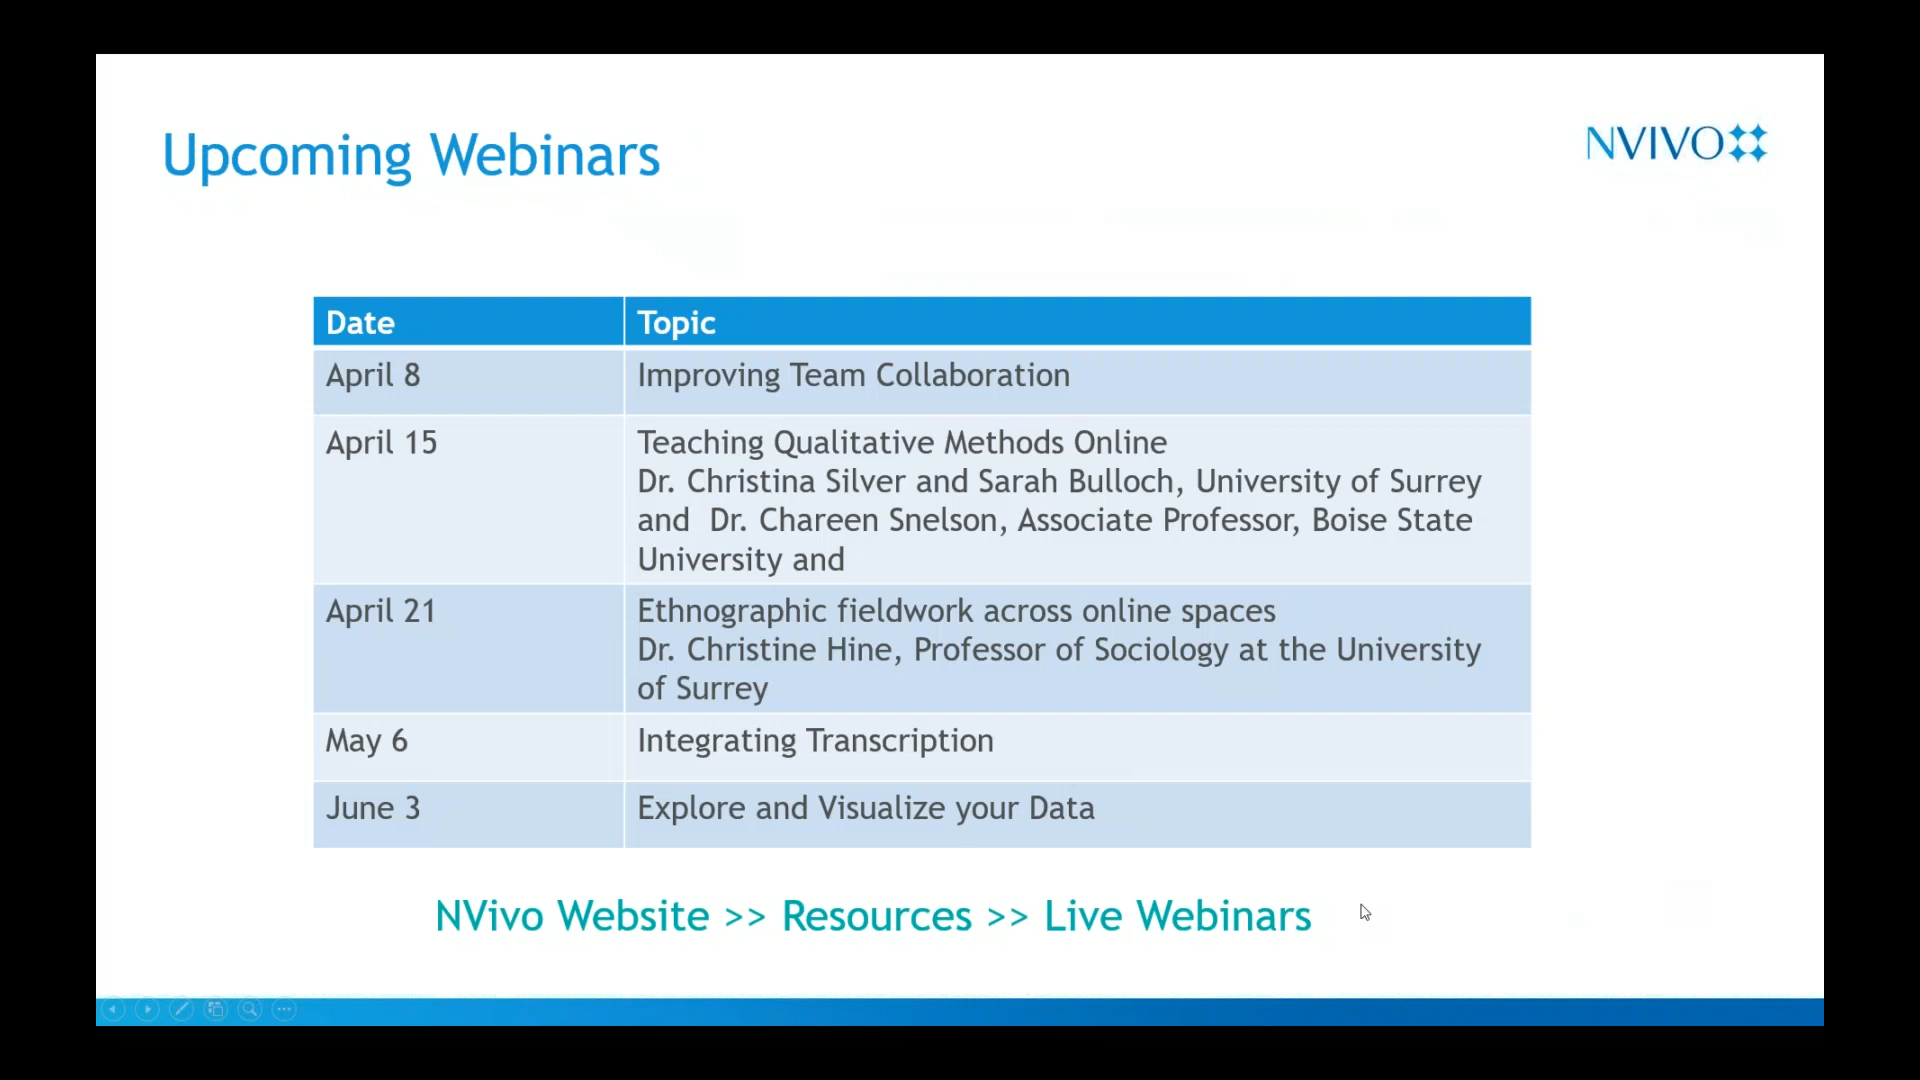 Upcoming Webinars
NVIVO
Date
Topic
April 8
Improving Team Collaboration
April 15
Teaching Qualitative Methods Online
Dr. Christina Silver and Sarah Bulloch, University of Surrey
and  Dr. Chareen Snelson, Associate Professor, Boise State
University and
April 21
Ethnographic fieldwork across online spaces
Dr. Christine Hine, Professor of Sociology at the University
of Surrey
May 6
Integrating Transcription
June 3
Explore and Visualize your Data
NVivo Website >> Resources >> Live Webinars